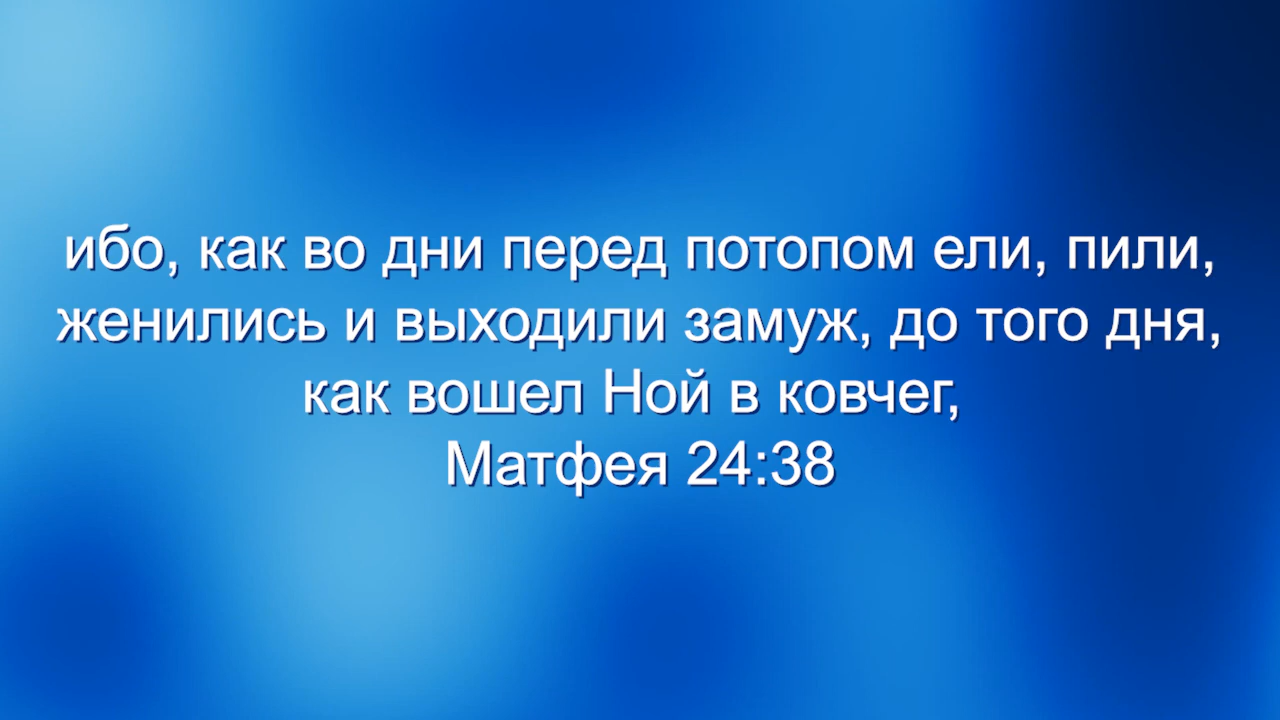 ибо, как во дни перед потопом ели, пили,
женились и выходили замуж, до того дня,
как вошел Ной в ковчег,
Матфея 24:38